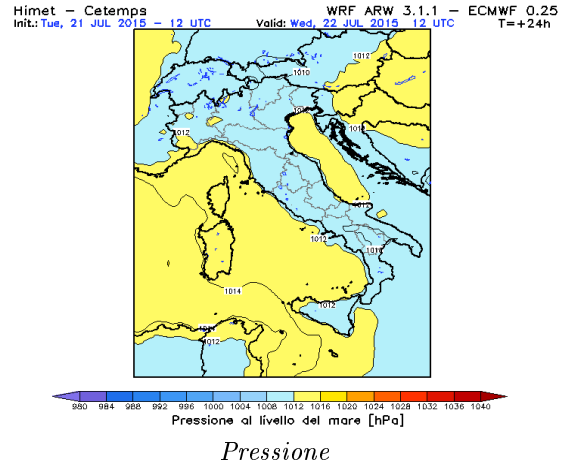 Himet – Cetemps WRF ARW 3.1.1 – ECMWF 0.25
Init.: Tue, 21 JUL 2015 – 12 UTC Valid: Wed, 22 JUL 2015 12 UTC T=+24h
1012
1010
1012
1012
1012
1012
1014
1012
1012
980 984 988 992 996 1000 1004 1008 1012 1016 1020 1024 1028 1032 1036 1040
Pressione al livello del mare [hPa]
Pressione